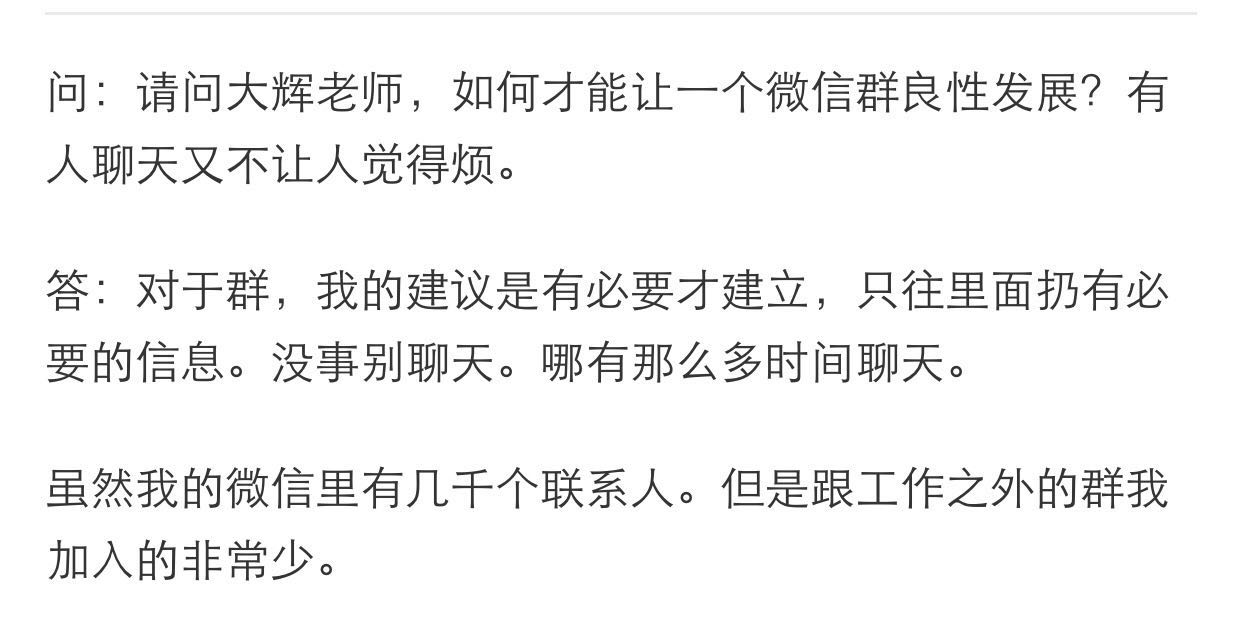 问：请问大辉老师，如何才能让一个微信群良性发展？有
人聊天又不让人觉得烦。
答：对于群，我的建议是有必要才建立，只往里面扔有必
要的信息。没事别聊天。哪有那么多时间聊天。
虽然我的微信里有几千个联系人。但是跟工作之外的群我
加入的非常少。